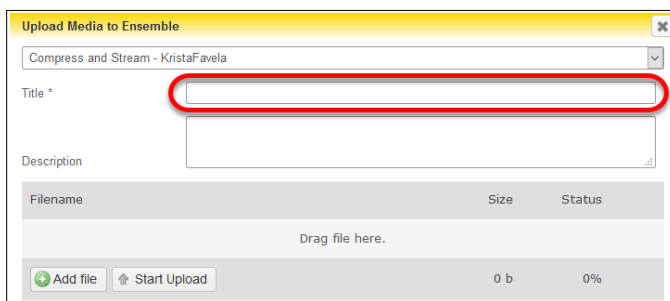 Upload Media to Ensemble
Compress and Stream - KristaFavela
Title *
Description
Filename Size Status
Drag file here.
Add file Start Upload 0 b 0%